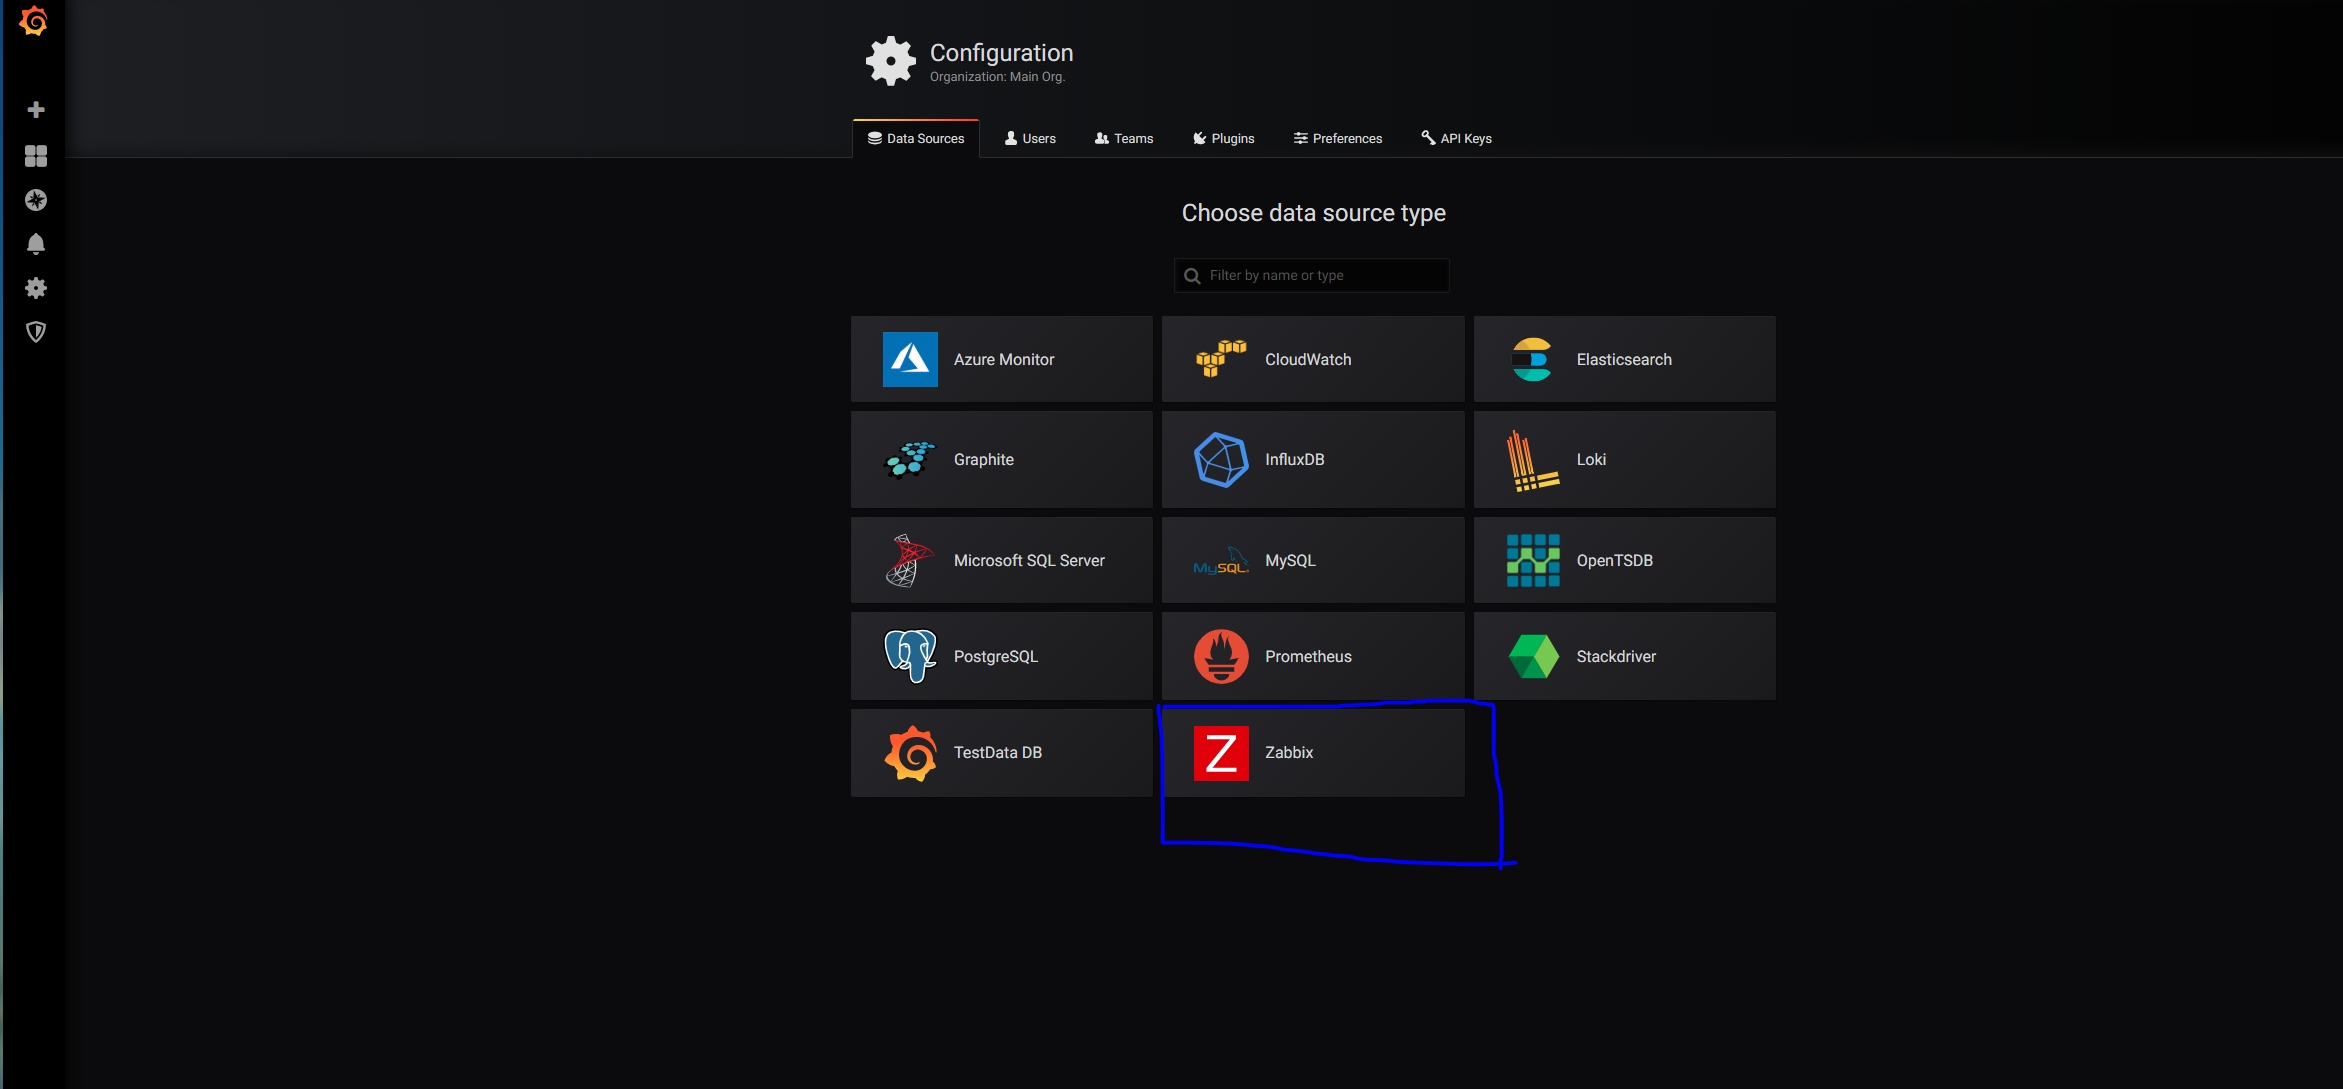 Configuration
Organization: Main Org.
Data Sources Users Teams Plugins Preferences API Keys
Choose data source type
Filter by name or type
Azure Monitor CloudWatch Elasticsearch
Graphite InfluxDB Loki
Microsoft SQL Server MySQL MySQL OpenTSDB
PostgreSQL Prometheus Stackdriver
TestData DB Z Zabbix